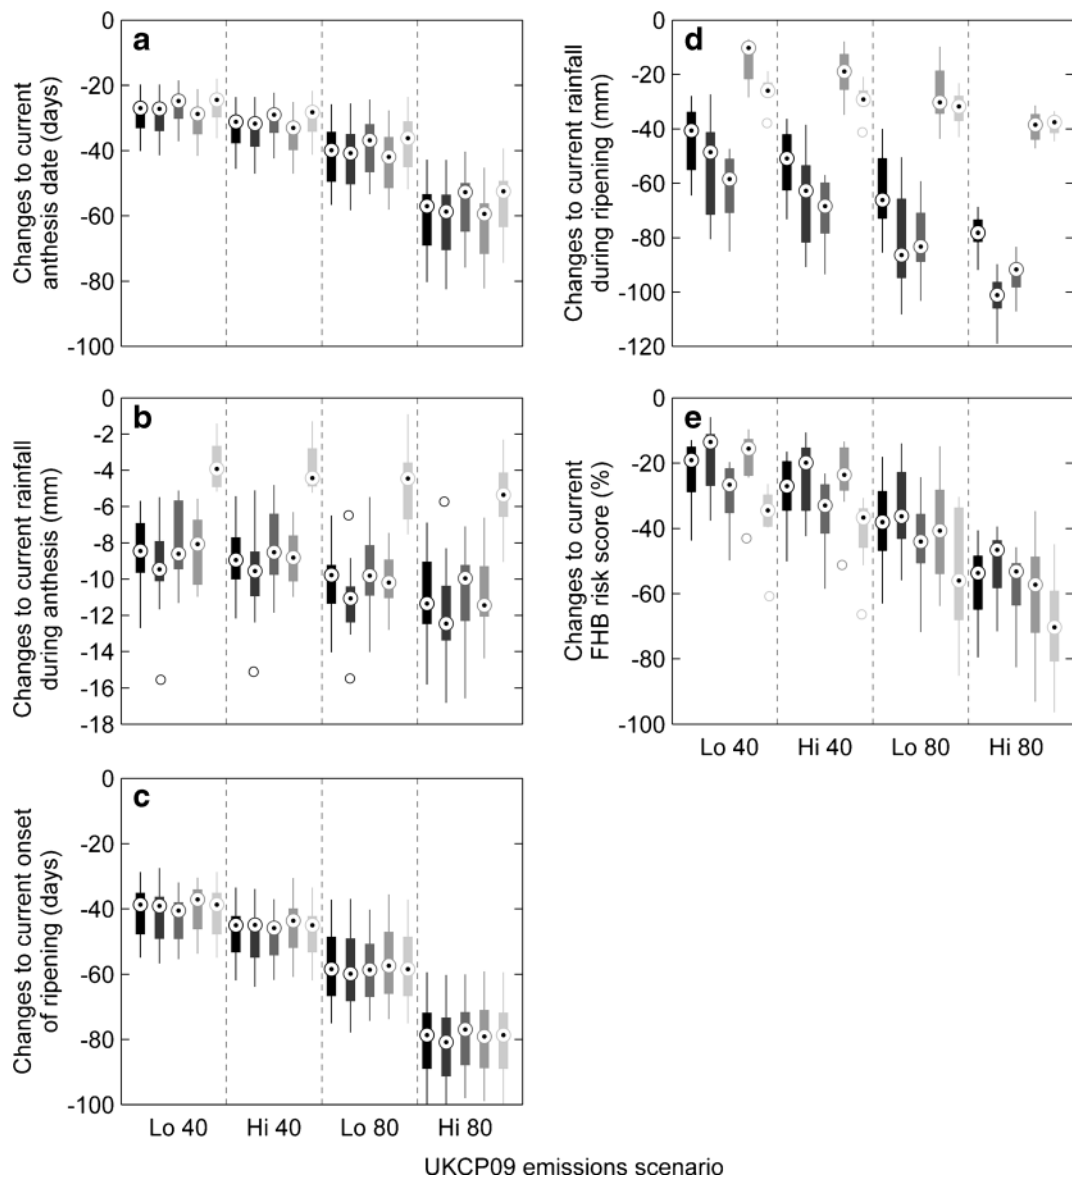 a
Changes to current
anthesis date (days)
0
-20
-40
-60
-80
-100
d
Changes to current rainfall
during ripening (mm)
0
-20
-40
-60
-80
-100
-120
b
Changes to current rainfall
during anthesis (mm)
0
-2
-4
-6
-8
-10
-12
-14
-16
-18
e
Changes to current
FHB risk score (%)
0
-20
-40
-60
-80
-100
Lo 40 Hi 40 Lo 80 Hi 80
c
Changes to current onset
of ripening (days)
0
-20
-40
-60
-80
-100
Lo 40 Hi 40 Lo 80 Hi 80
UKCP09 emissions scenario